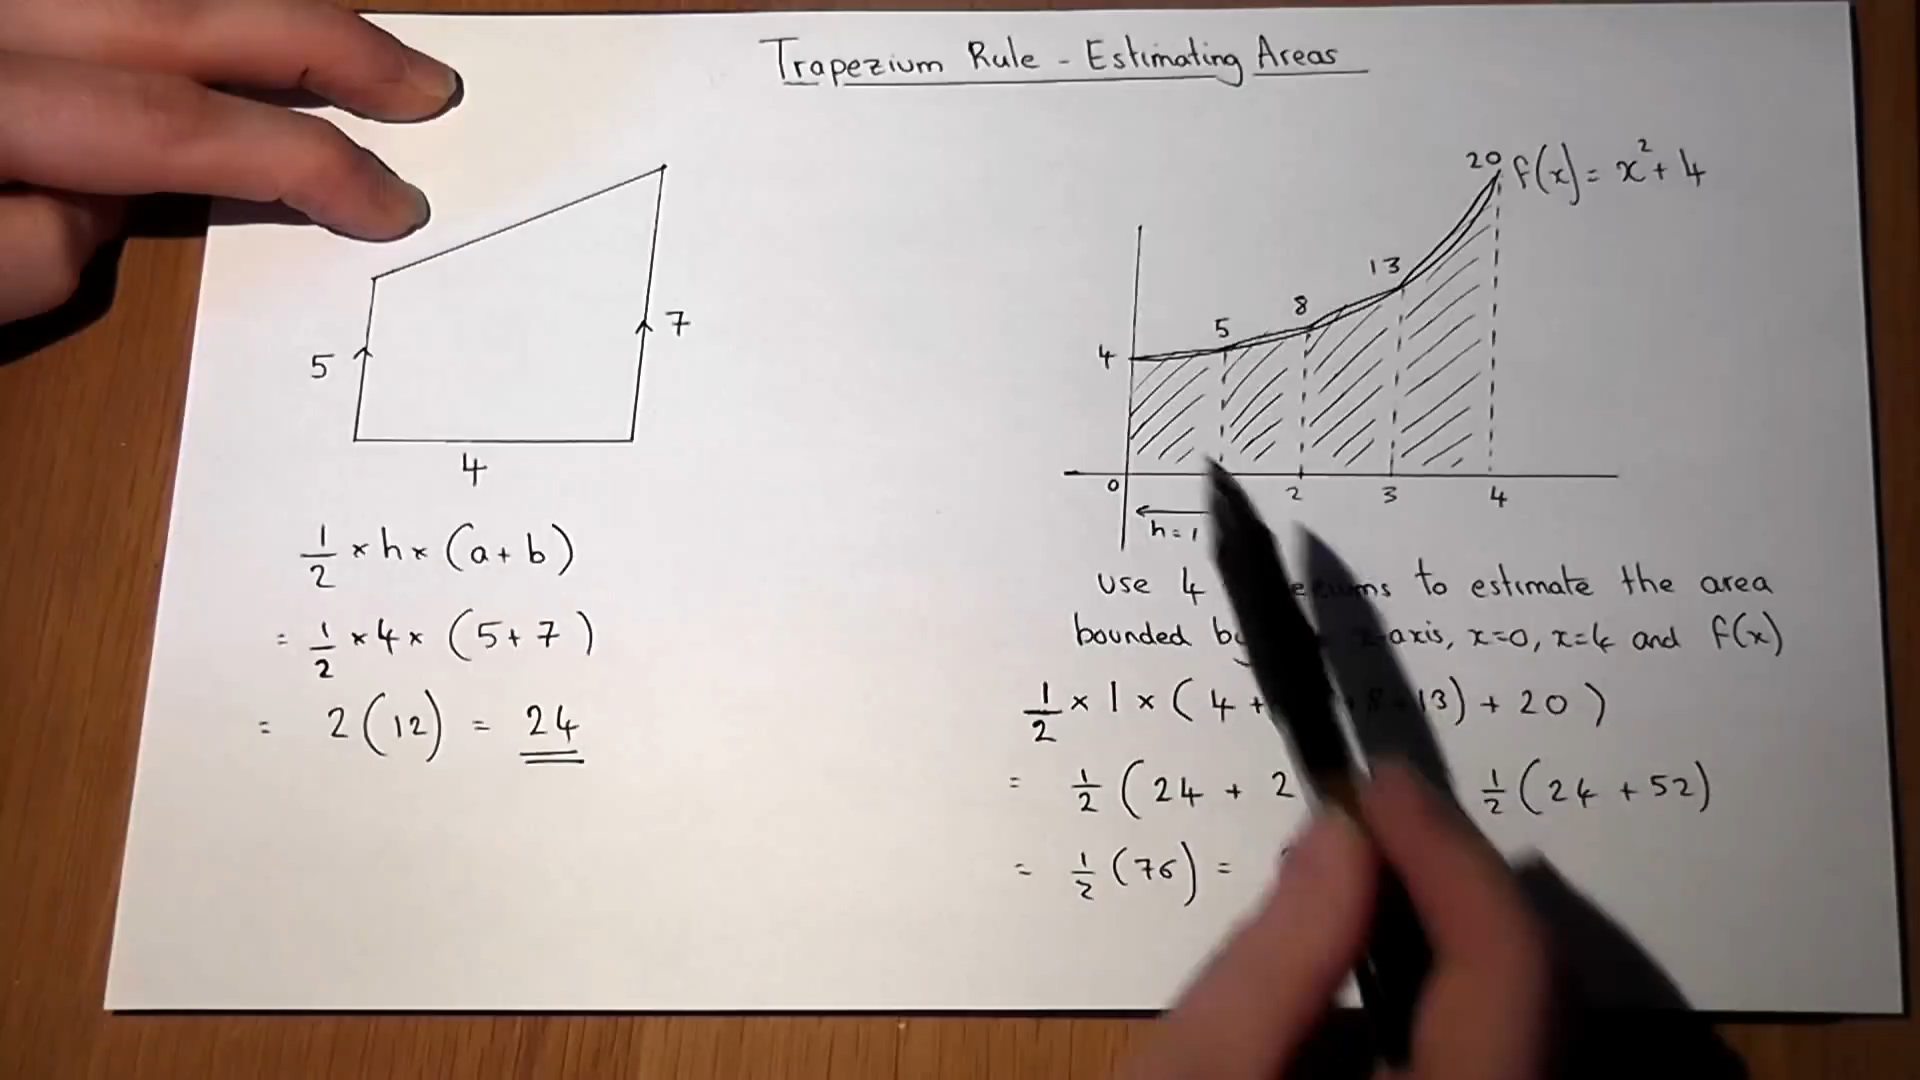 Trapezium Rule - Estimating Areas
5
7
4
1/2 × h × (a + b)
= 1/2 × 4 × (5 + 7)
= 2(12) = 24
20 f(x) = x² + 4
13
8
5
4
0 2 3 4
h = 1
use 4 to estimate the area
bounded axis, x=0, x=4 and f(x)
1/2 × 1 × (4 + 13) + 20)
= 1/2 (24 + 2 1/2 (24 + 52)
= 1/2 (76) =